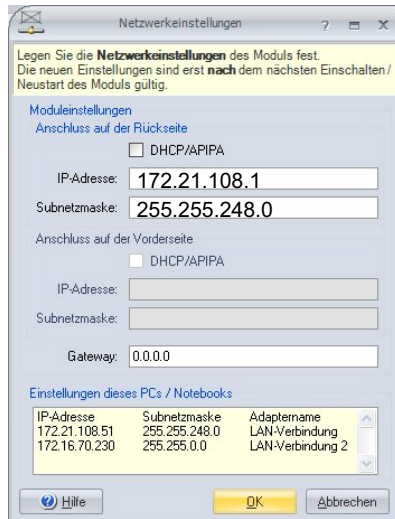 Netzwerkeinstellungen
Legen Sie die Netzwerkeinstellungen des Moduls fest.
Die neuen Einstellungen sind erst nach dem nächsten Einschalten /
Neustart des Moduls gültig.
Moduleinstellungen
Anschluss auf der Rückseite
DHCP/APIPA
IP-Adresse: 172.21.108.1
Subnetzmaske: 255.255.248.0
Anschluss auf der Vorderseite
DHCP/APIPA
IP-Adresse:
Subnetzmaske:
Gateway: 0.0.0.0
Einstellungen dieses PCs / Notebooks
IP-Adresse Subnetzmaske Adaptername
172.21.108.51 255.255.248.0 LAN-Verbindung
172.16.70.230 255.255.0.0 LAN-Verbindung 2
Hilfe OK Abbrechen